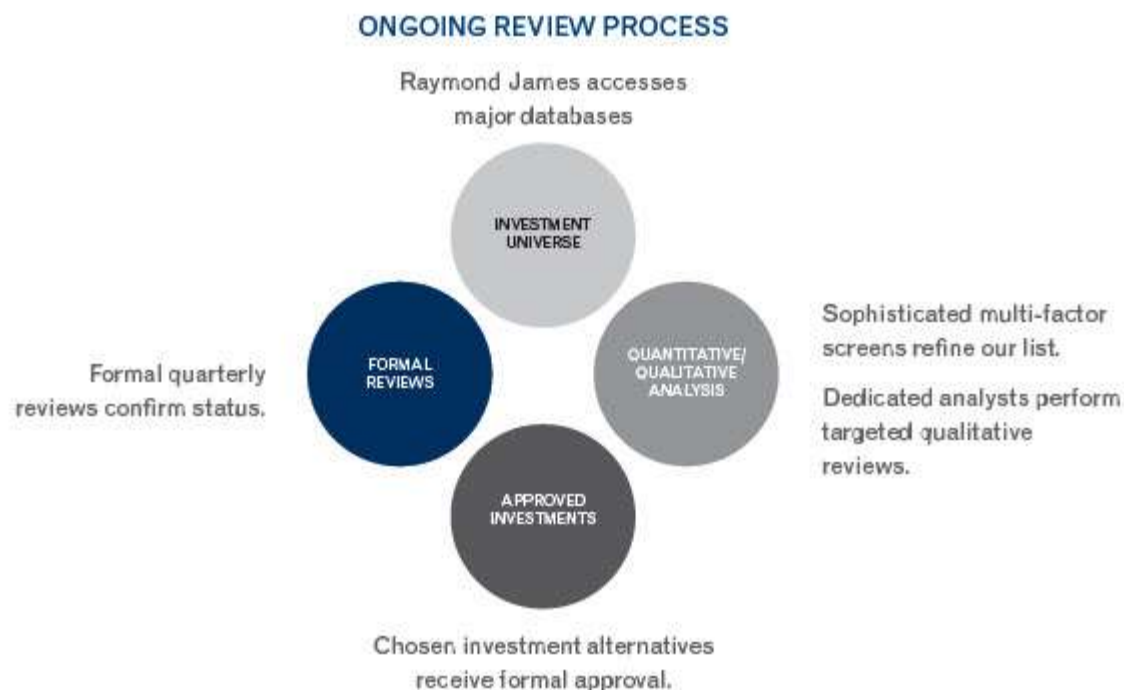 ONGOING REVIEW PROCESS
Raymond James accesses
major databases
INVESTMENT
UNIVERSE
QUANTITATIVE/
QUALITATIVE
ANALYSIS
Sophisticated multi-factor
screens refine our list.
Dedicated analysts perform
targeted qualitative
reviews.
APPROVED
INVESTMENTS
Chosen investment alternatives
receive formal approval.
FORMAL
REVIEWS
Formal quarterly
reviews confirm status.